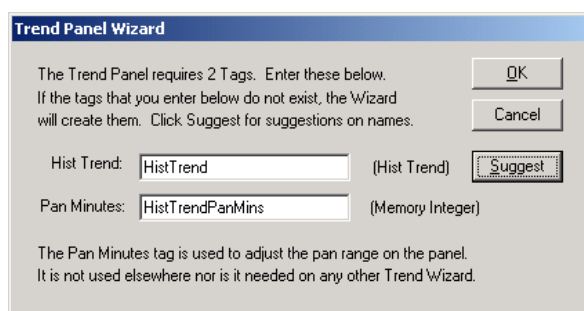 Trend Panel Wizard
The Trend Panel requires 2 Tags. Enter these below.
If the tags that you enter below do not exist, the Wizard
will create them. Click Suggest for suggestions on names.
OK
Cancel
Hist Trend: HistTrend (Hist Trend) Suggest
Pan Minutes: HistTrendPanMins (Memory Integer)
The Pan Minutes tag is used to adjust the pan range on the panel.
It is not used elsewhere nor is it needed on any other Trend Wizard.